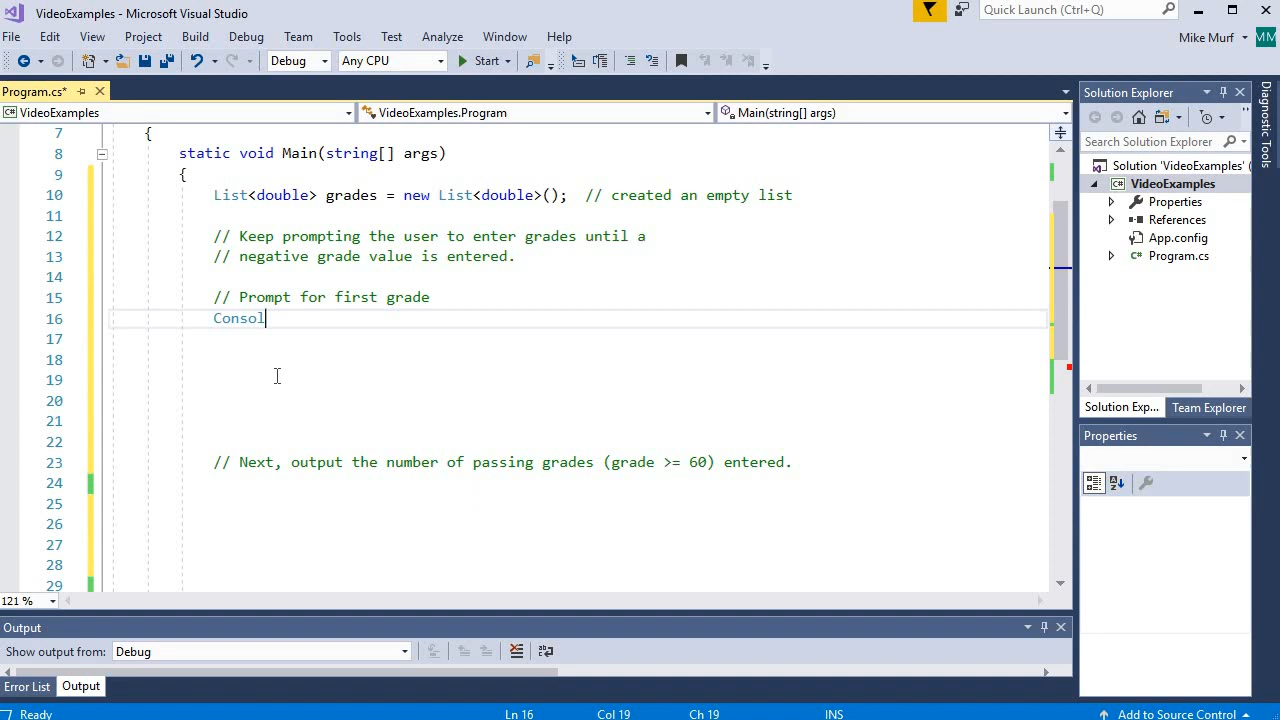 VideoExamples - Microsoft Visual Studio
Quick Launch (Ctrl+Q)
File Edit View Project Build Debug Team Tools Test Analyze Window Help
Mike Murf MM
Debug Any CPU Start
Program.cs*
VideoExamples VideoExamples.Program Main(string[] args)
7 {
8 static void Main(string[] args)
9 {
10 List<double> grades = new List<double>(); // created an empty list
11
12 // Keep prompting the user to enter grades until a
13 // negative grade value is entered.
14
15 // Prompt for first grade
16 Consol
17
18
19
20
21
22
23 // Next, output the number of passing grades (grade >= 60) entered.
24
25
26
27
28
29
121 %
Output
Show output from: Debug
Error List Output
Solution Explorer
Search Solution Explorer
Solution 'VideoExamples' (
C# VideoExamples
Properties
References
App.config
C# Program.cs
Solution Exp... Team Explorer
Properties
Diagnostic Tools
Ready Ln 16 Col 19 Ch 19 INS Add to Source Control